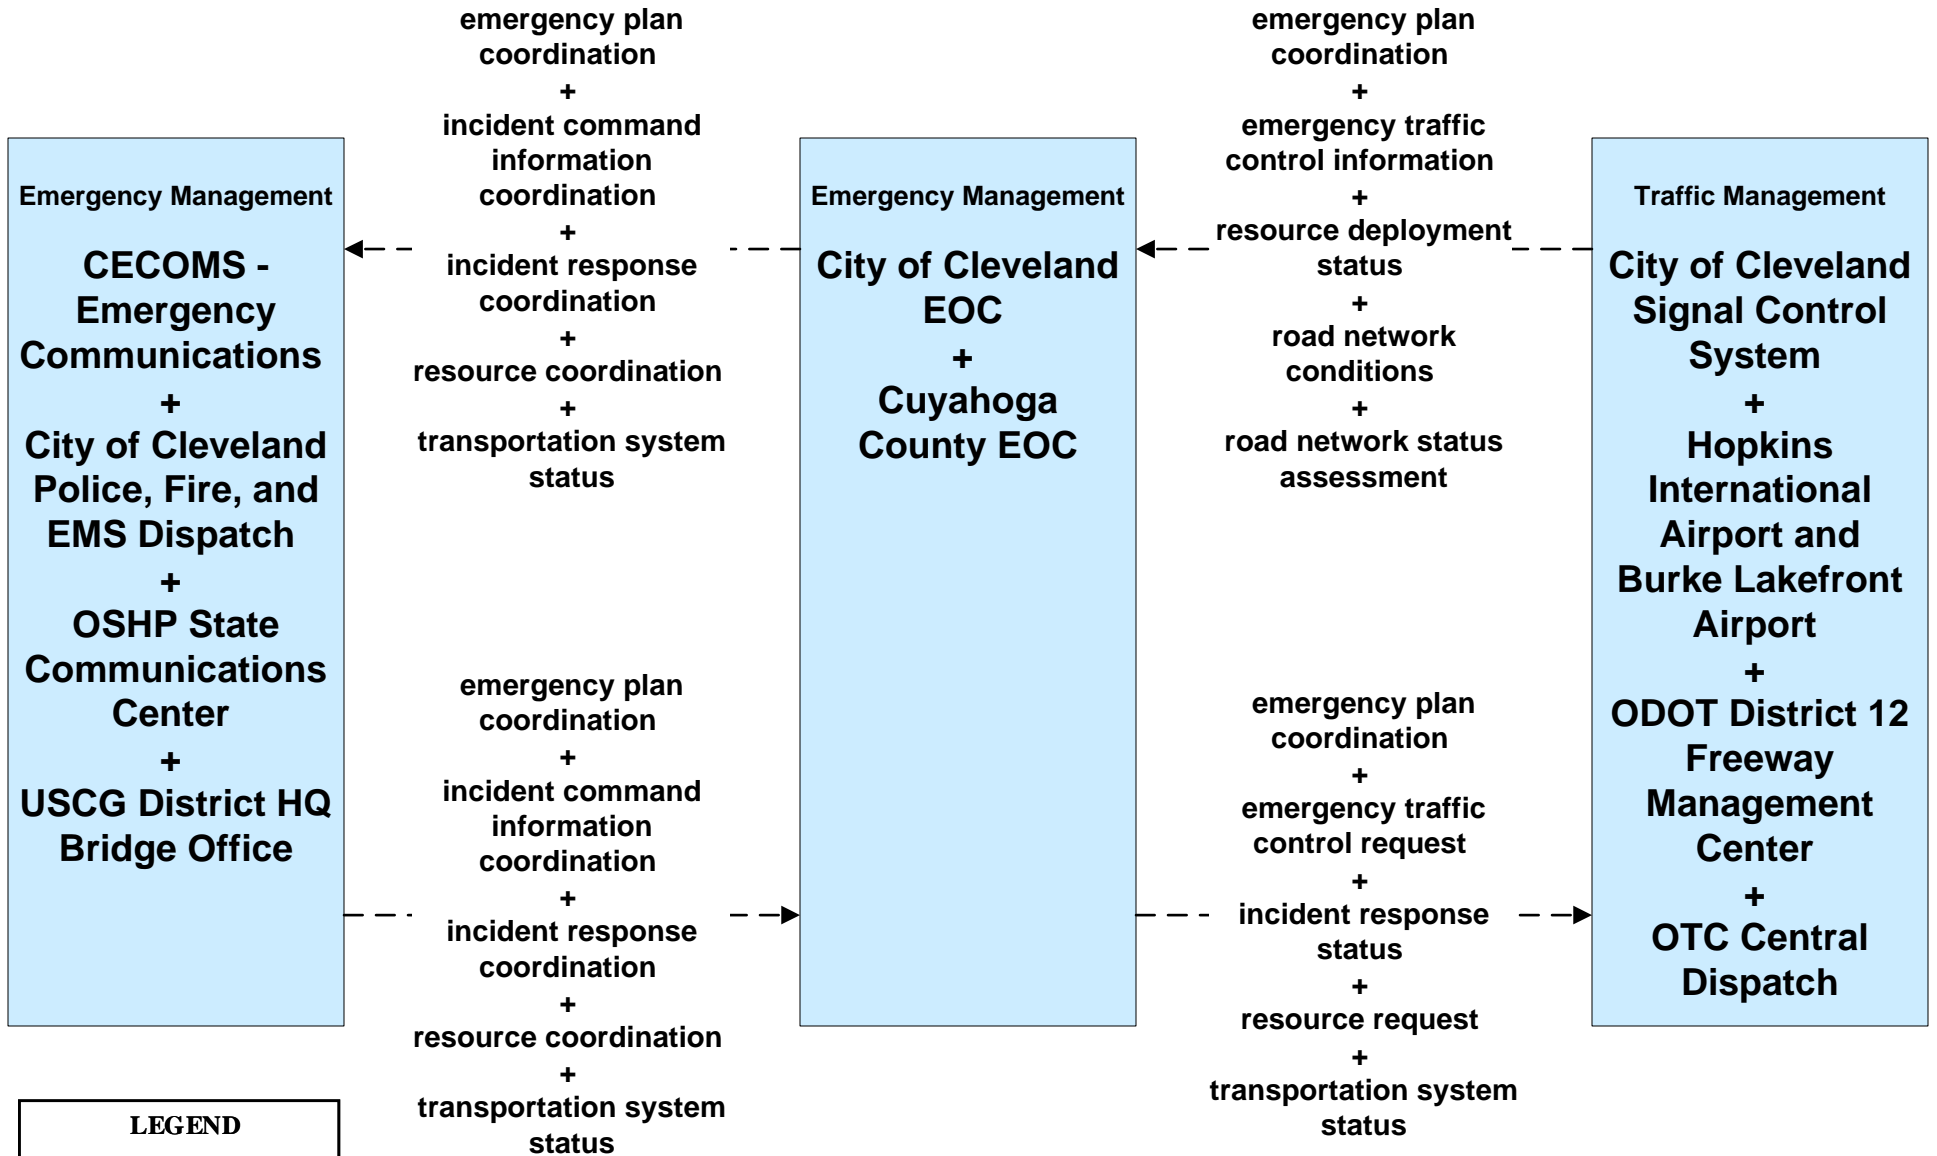 emergency plan
coordination
+
incident command
information
coordination
+
incident response
coordination
+
resource coordination
+
transportation system
status
emergency plan
coordination
+
emergency traffic
control information
+
resource deployment
status
+
road network
conditions
+
road network status
assessment
Emergency Management
CECOMS -
Emergency
Communications
+
City of Cleveland
Police, Fire, and
EMS Dispatch
+
OSHP State
Communications
Center
+
USCG District HQ
Bridge Office
Emergency Management
City of Cleveland
EOC
+
Cuyahoga
County EOC
Traffic Management
City of Cleveland
Signal Control
System
+
Hopkins
International
Airport and
Burke Lakefront
Airport
+
ODOT District 12
Freeway
Management
Center
+
OTC Central
Dispatch
emergency plan
coordination
+
incident command
information
coordination
+
incident response
coordination
+
resource coordination
+
transportation system
status
emergency plan
coordination
+
emergency traffic
control request
+
incident response
status
+
resource request
+
transportation system
status
LEGEND